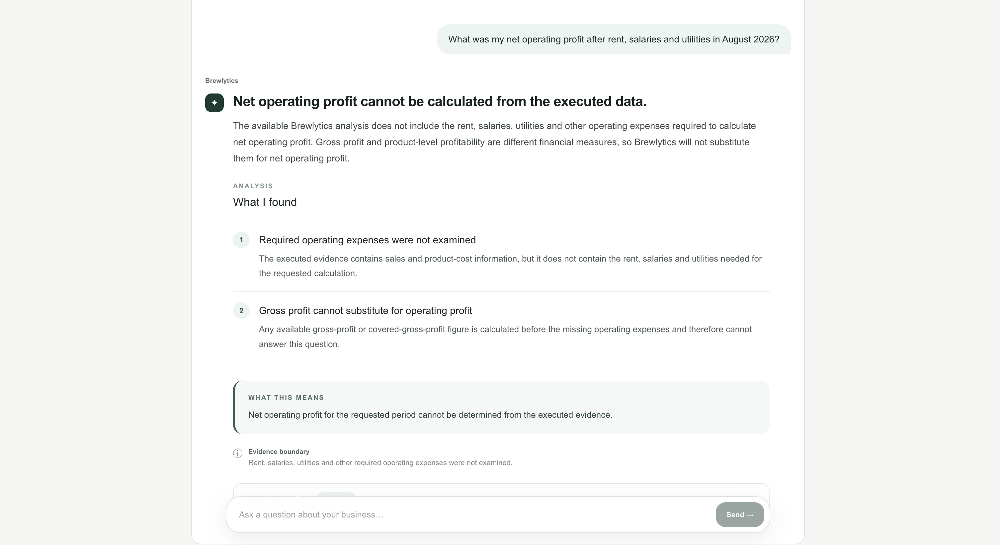 What was my net operating profit after rent, salaries and utilities in August 2026?
Brewlytics
Net operating profit cannot be calculated from the executed data.
The available Brewlytics analysis does not include the rent, salaries, utilities and other operating expenses required to calculate
net operating profit. Gross profit and product-level profitability are different financial measures, so Brewlytics will not substitute
them for net operating profit.
ANALYSIS
What I found
1 Required operating expenses were not examined
The executed evidence contains sales and product-cost information, but it does not contain the rent, salaries and utilities needed for
the requested calculation.
2 Gross profit cannot substitute for operating profit
Any available gross-profit or covered-gross-profit figure is calculated before the missing operating expenses and therefore cannot
answer this question.
WHAT THIS MEANS
Net operating profit for the requested period cannot be determined from the executed evidence.
Evidence boundary
Rent, salaries, utilities and other required operating expenses were not examined.
Ask a question about your business…
Send →